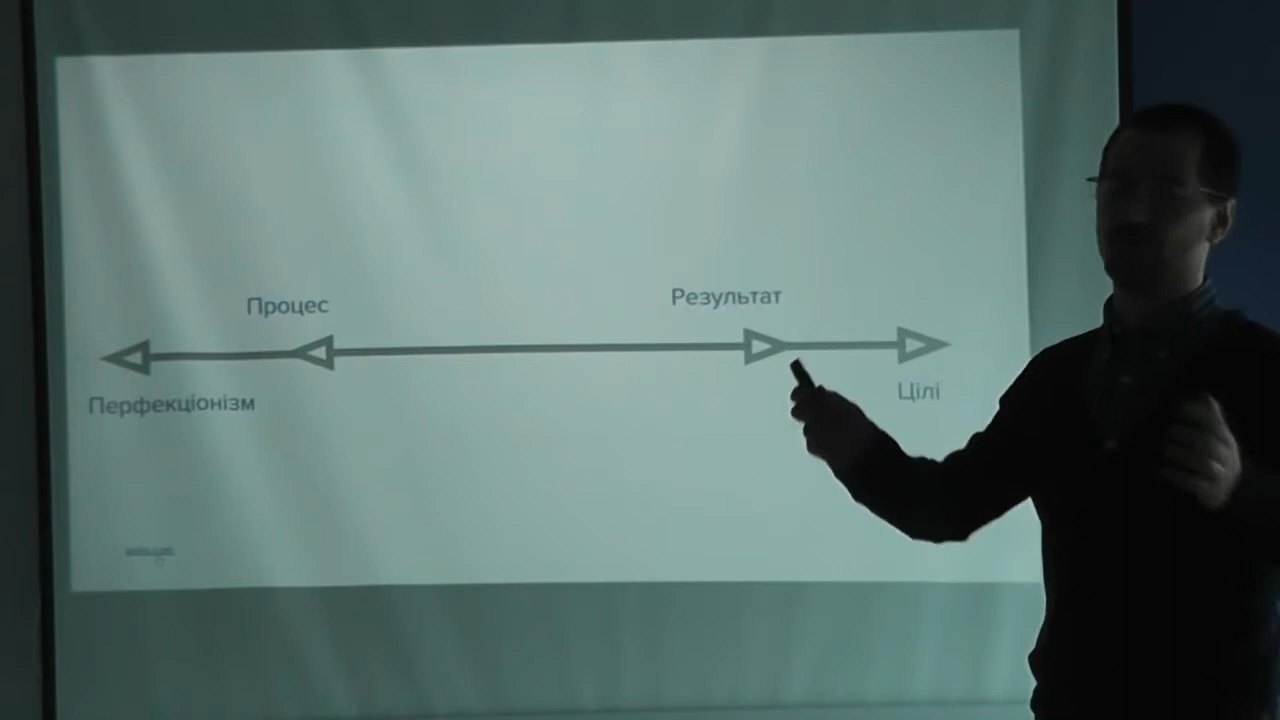 Процес
Результат
Перфекціонізм
Цілі